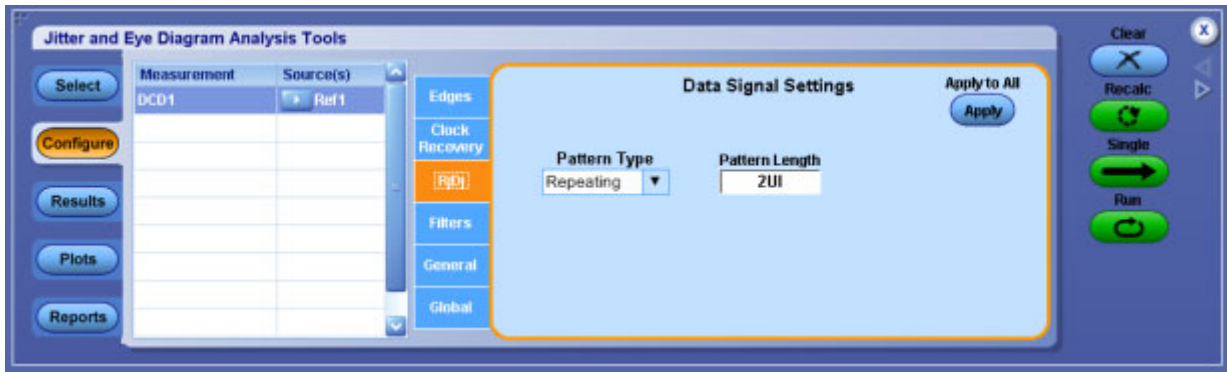 Jitter and Eye Diagram Analysis Tools
Select
Configure
Results
Plots
Reports
Measurement Source(s)
DCD1 Ref1
Edges
Clock
Recovery
RjDj
Filters
General
Global
Data Signal Settings
Apply to All
Apply
Pattern Type Pattern Length
Repeating 2UI
Clear
X
Recalc
Single
Run